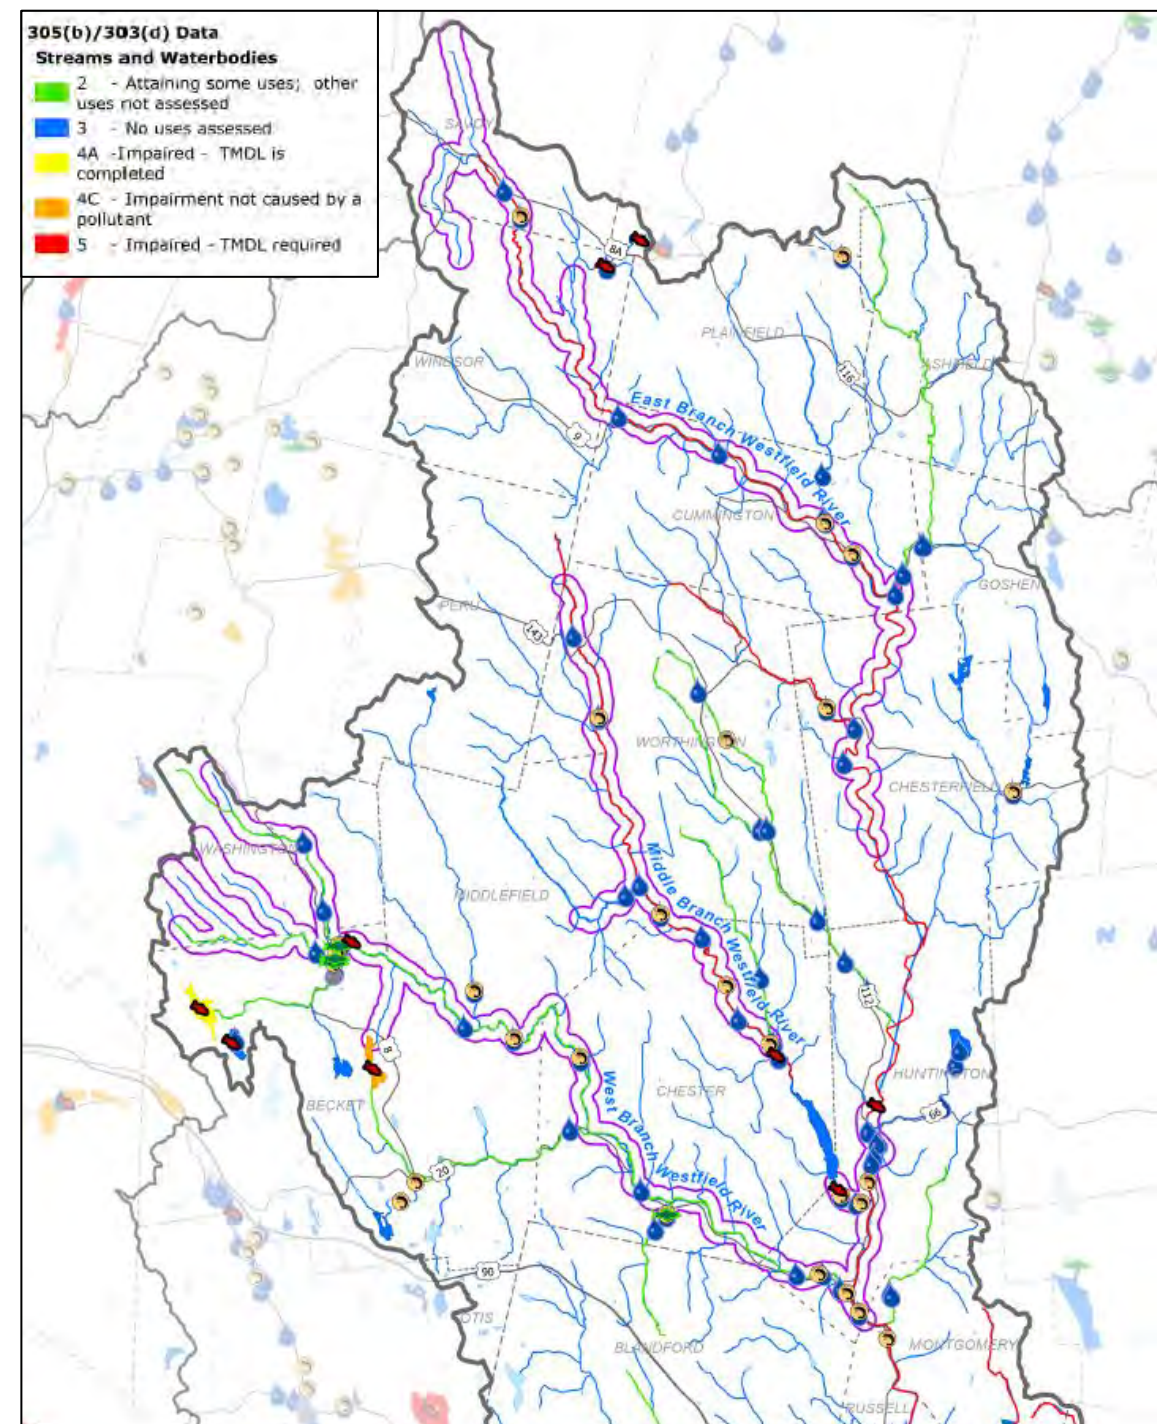 305(b)/303(d) Data
Streams and Waterbodies
2 - Attaining some uses; other
uses not assessed
3 - No uses assessed
4A -Impaired - TMDL is
completed
4C - Impairment not caused by a
pollutant
5 - Impaired - TMDL required
SAVOY
8A
PLAINFIELD
WINDSOR
ASHFIELD
116
East Branch Westfield River
9
CUMMINGTON
GOSHEN
PERU
143
WORTHINGTON
CHESTERFIELD
WASHINGTON
Middle Branch Westfield River
MIDDLEFIELD
112
8
HUNTINGTON
CHESTER
BECKET
66
West Branch Westfield River
20
90
OTIS
BLANDFORD
MONTGOMERY
RUSSELL